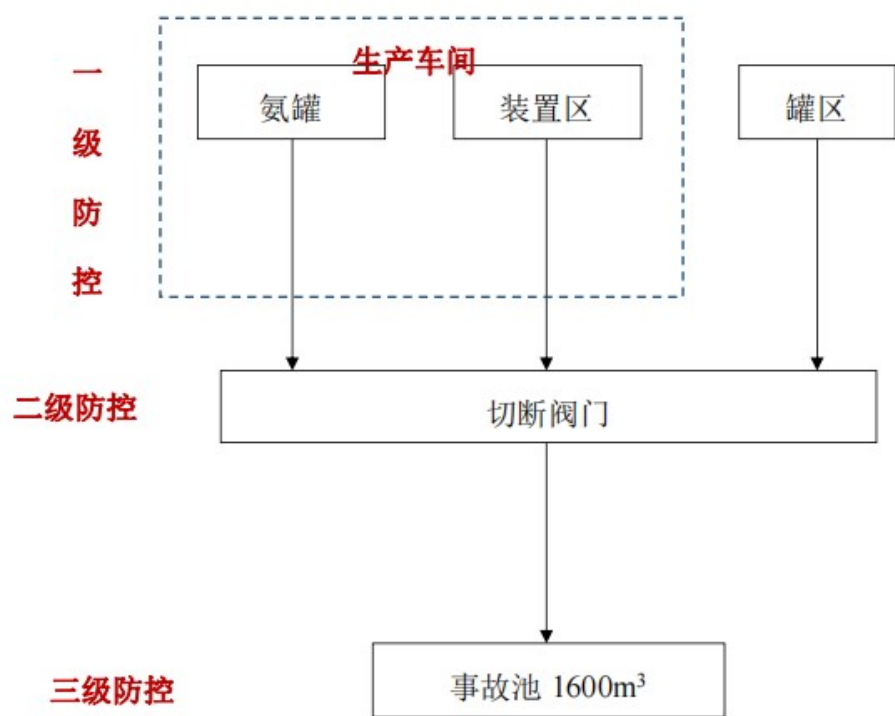 生产车间
一级防控
氨罐
装置区
罐区
二级防控
切断阀门
三级防控
事故池 1600m³